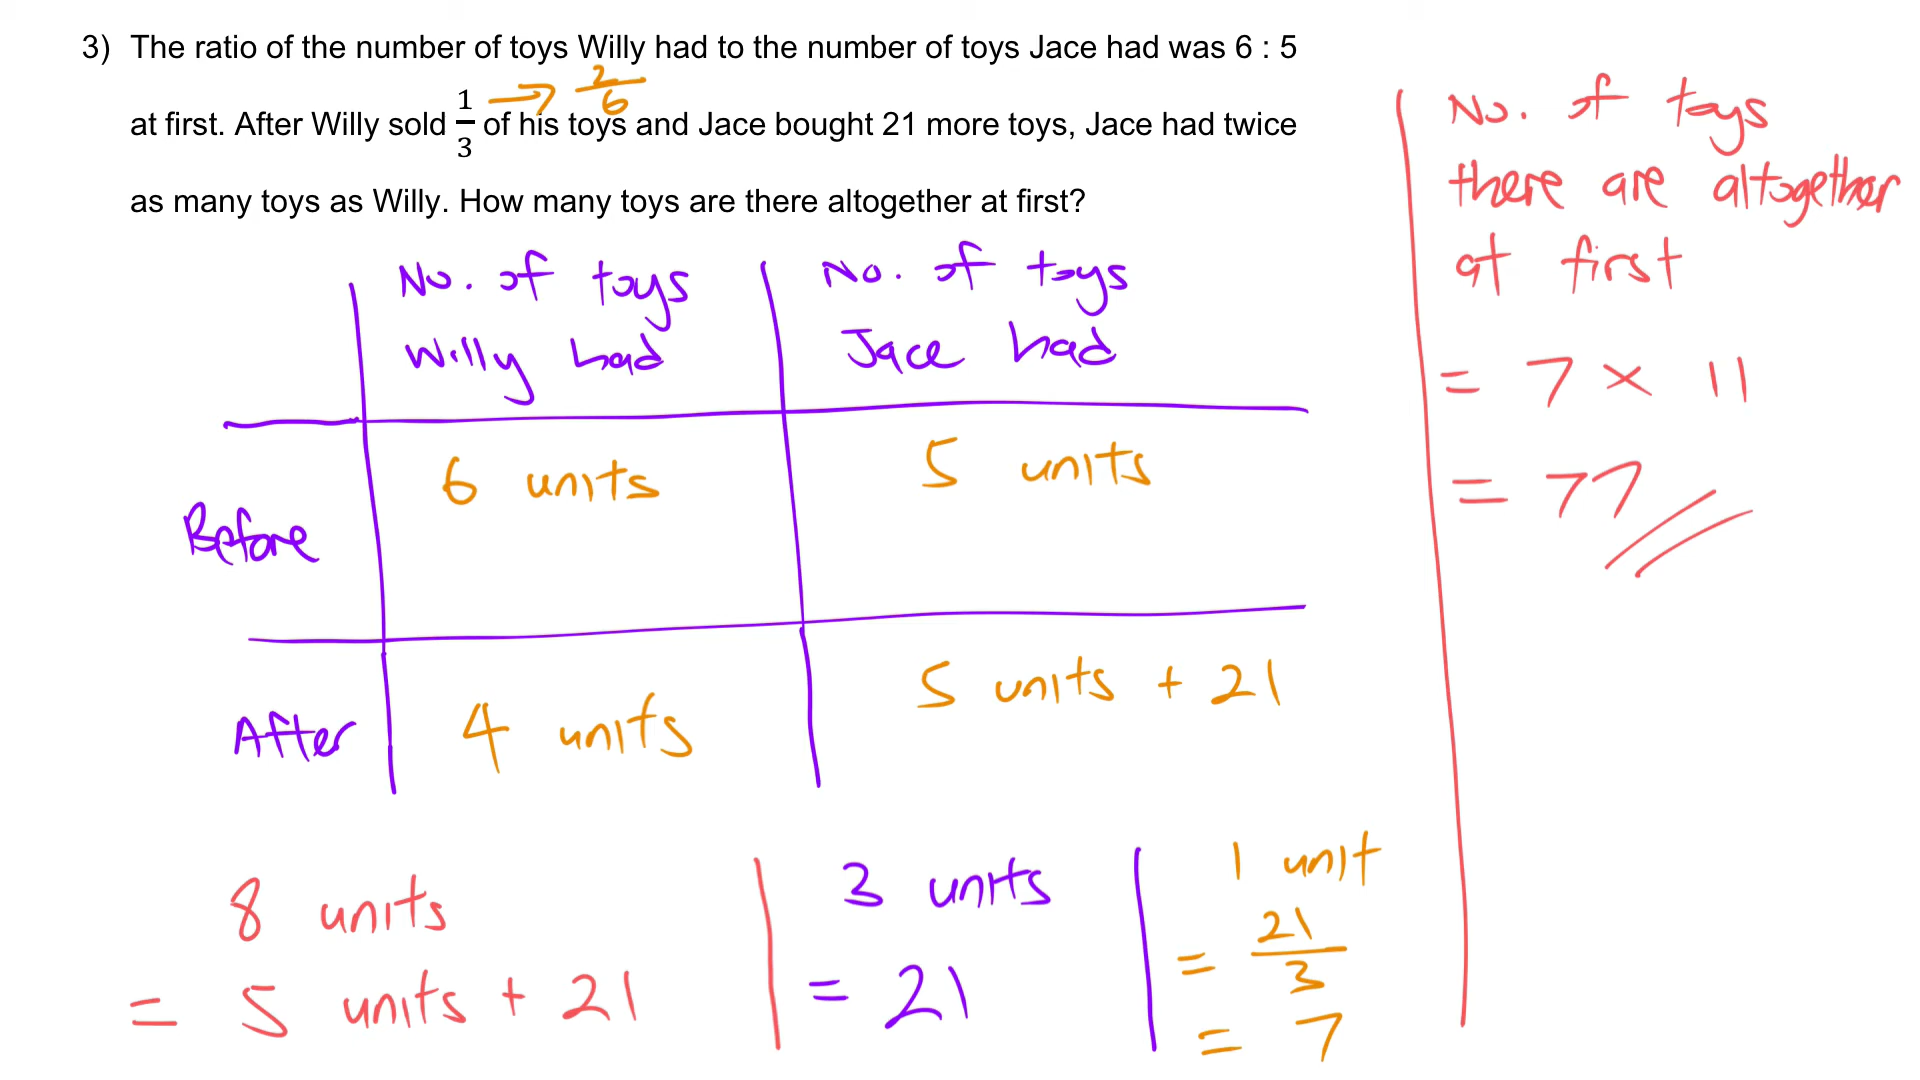 3) The ratio of the number of toys Willy had to the number of toys Jace had was 6 : 5
→ 2/6
at first. After Willy sold 1/3 of his toys and Jace bought 21 more toys, Jace had twice
as many toys as Willy. How many toys are there altogether at first?
No. of toys
Willy had
No. of toys
Jace had
Before
6 units
5 units
After
4 units
5 units + 21
8 units
= 5 units + 21
3 units
= 21
1 unit
= 21/3
= 7
No. of toys
there are altogether
at first
= 7 × 11
= 77